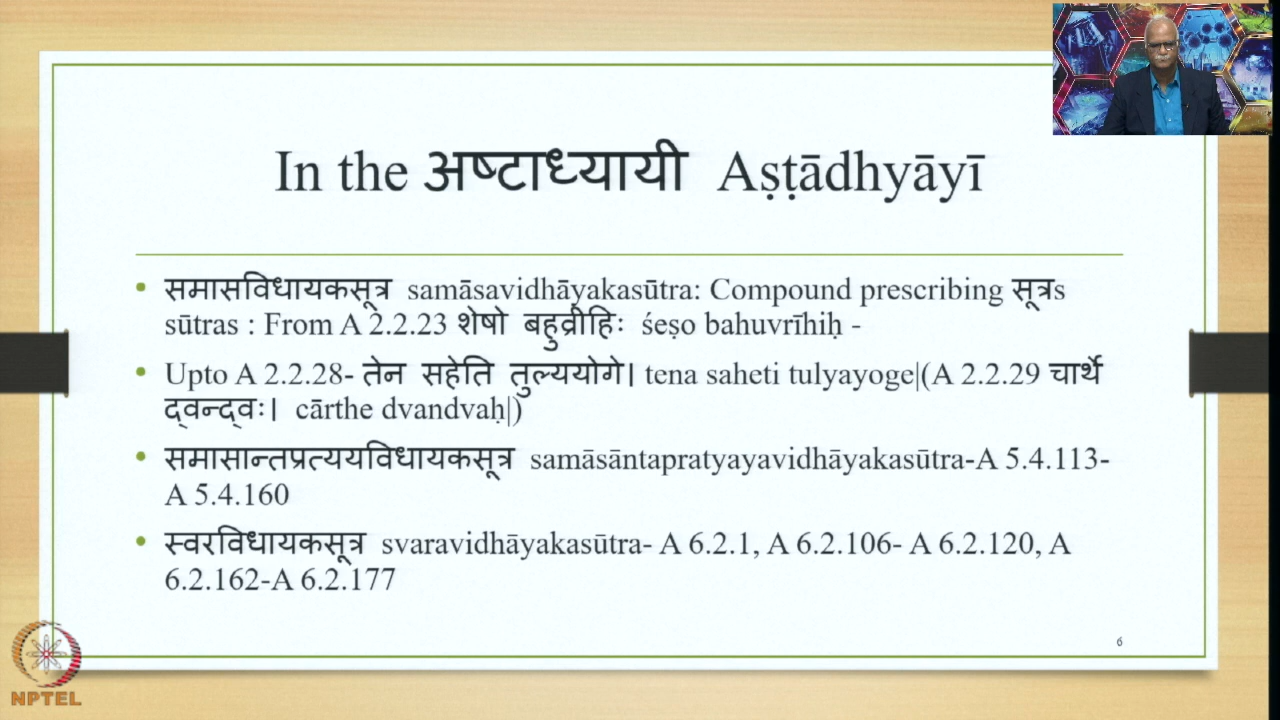 In the अष्टाध्यायी Aṣṭādhyāyī
• समासविधायकसूत्र samāsavidhāyakasūtra: Compound prescribing सूत्रs
sūtras : From A 2.2.23 शेषो बहुव्रीहिः śeṣo bahuvrīhiḥ -
• Upto A 2.2.28- तेन सहेति तुल्ययोगे। tena saheti tulyayoge|(A 2.2.29 चार्थे
द्वन्द्वः। cārthe dvandvaḥ|)
• समासान्तप्रत्ययविधायकसूत्र samāsāntapratyayavidhāyakasūtra-A 5.4.113-
A 5.4.160
• स्वरविधायकसूत्र svaravidhāyakasūtra- A 6.2.1, A 6.2.106- A 6.2.120, A
6.2.162-A 6.2.177
6
NPTEL